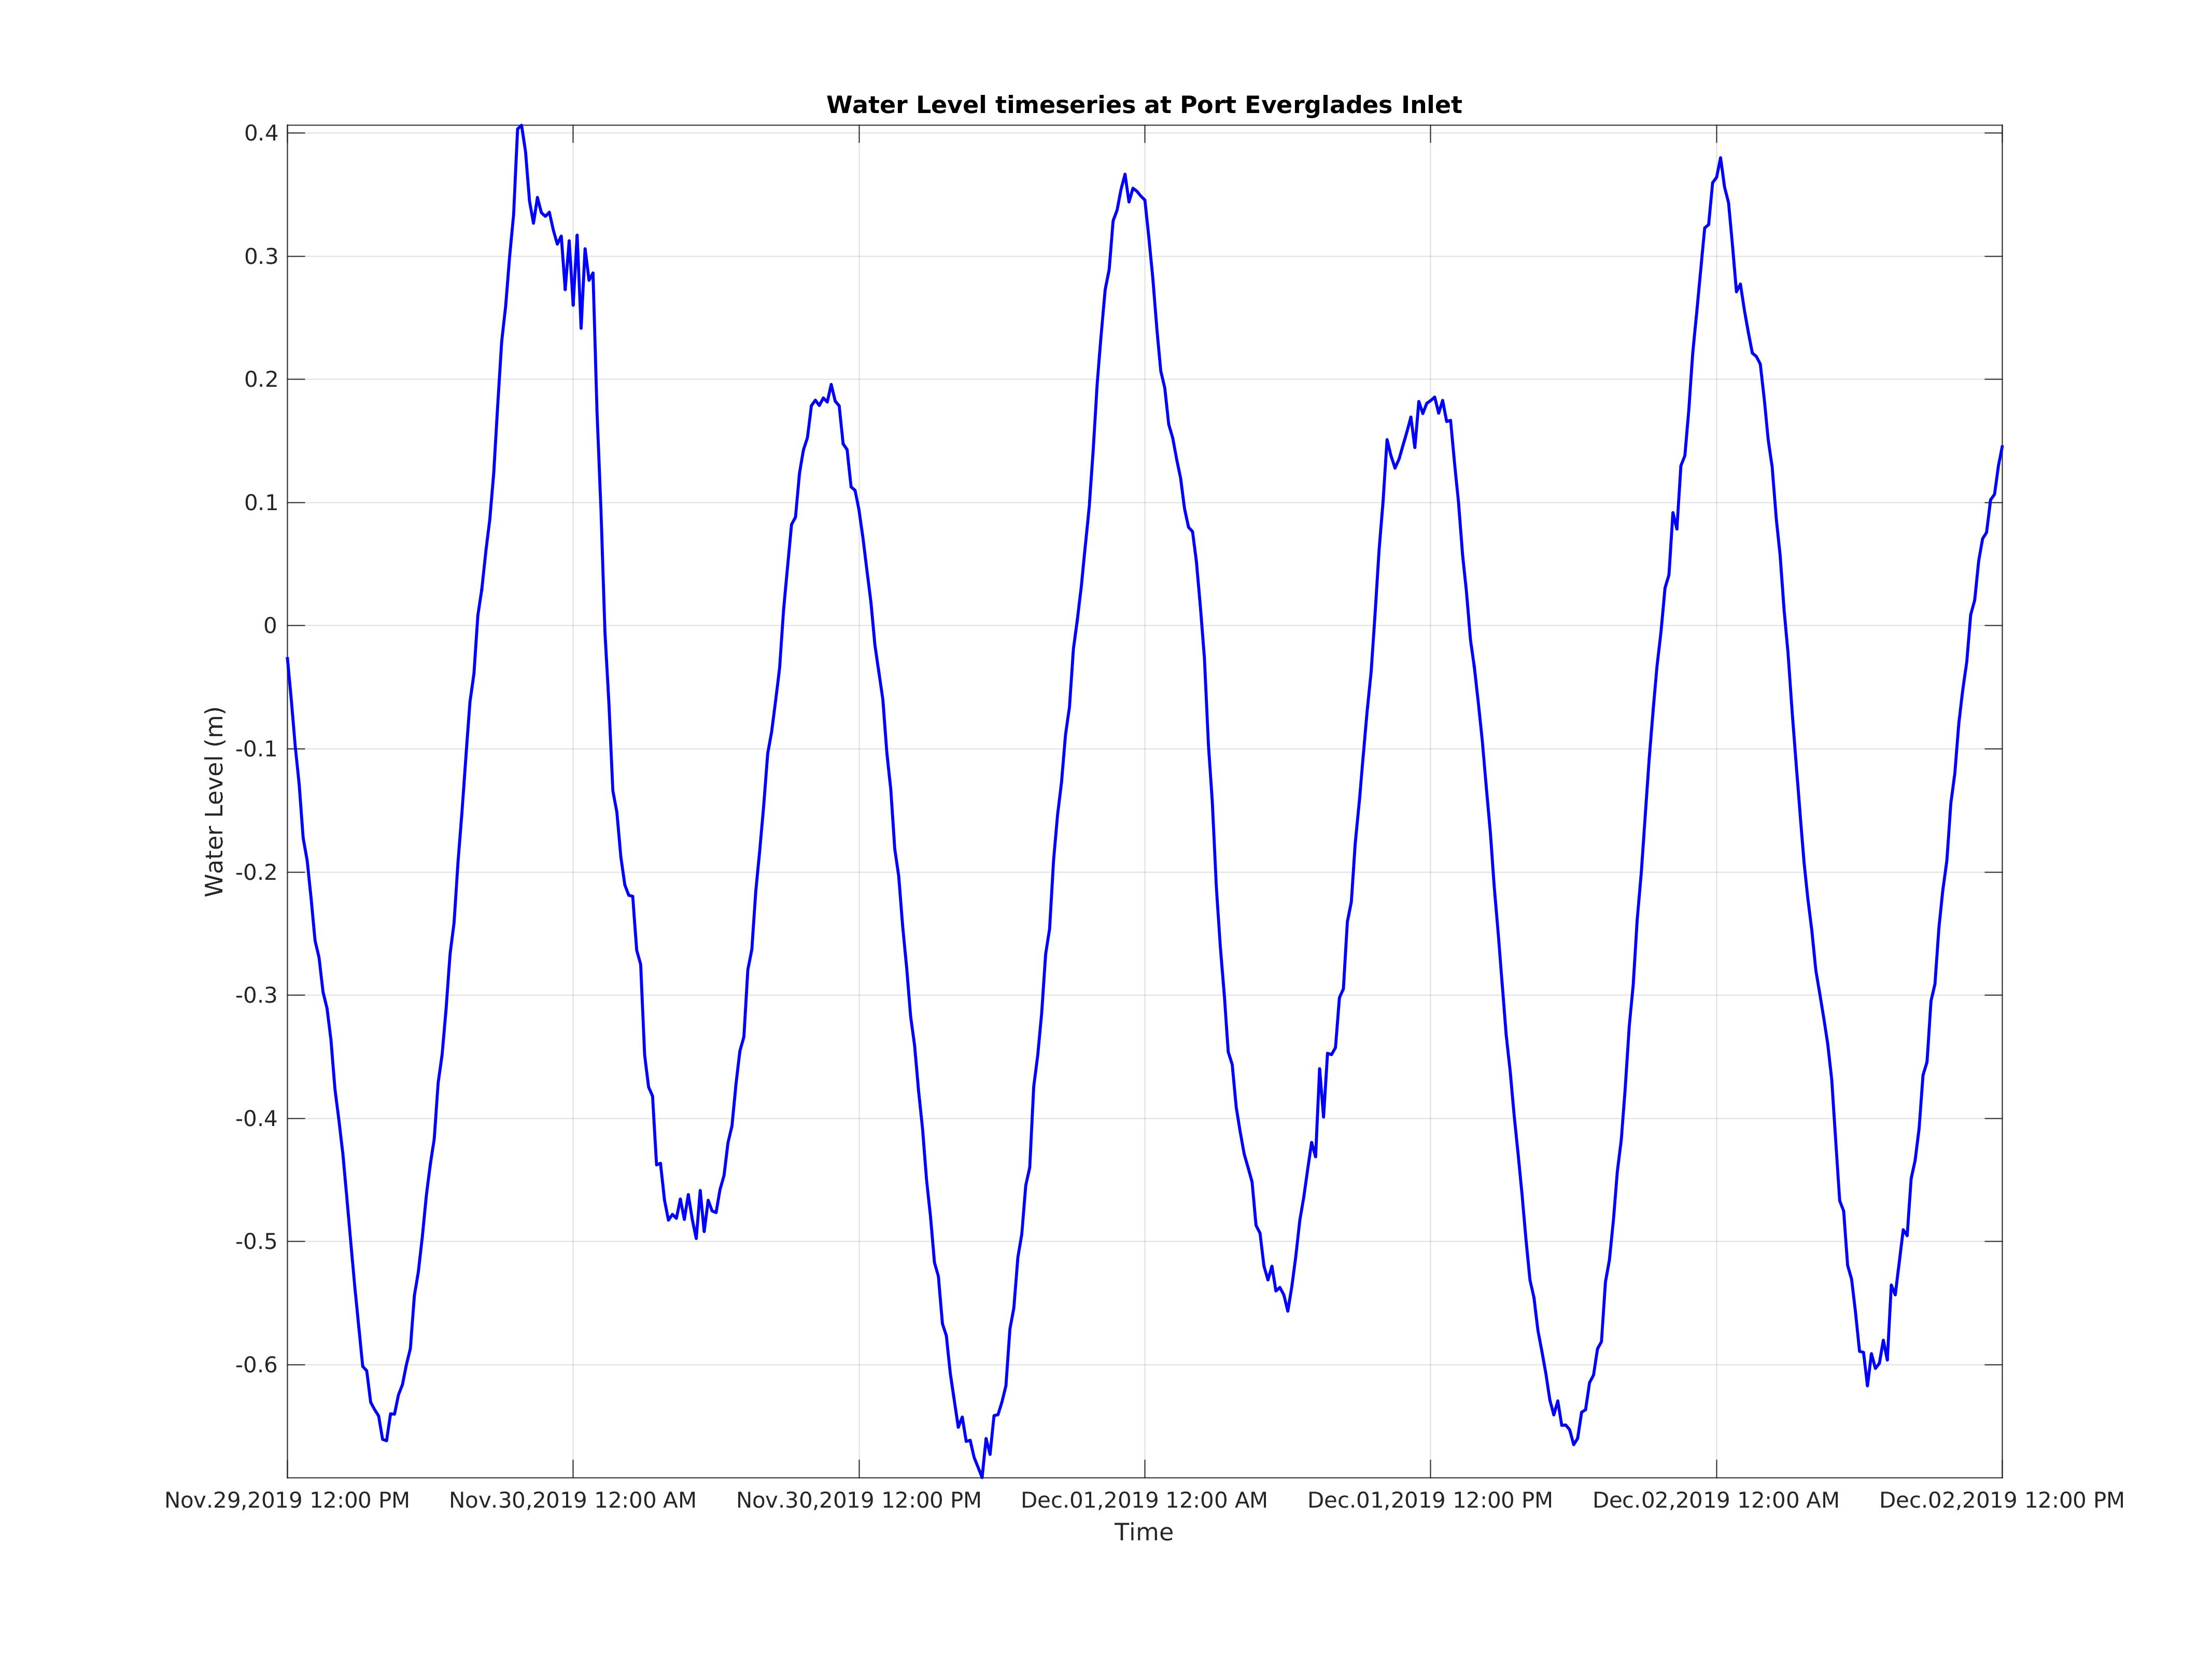 Water Level timeseries at Port Everglades Inlet
0.4
0.3
0.2
0.1
0
-0.1
-0.2
-0.3
-0.4
-0.5
-0.6
Water Level (m)
Nov.29,2019 12:00 PM Nov.30,2019 12:00 AM Nov.30,2019 12:00 PM Dec.01,2019 12:00 AM Dec.01,2019 12:00 PM Dec.02,2019 12:00 AM Dec.02,2019 12:00 PM
Time